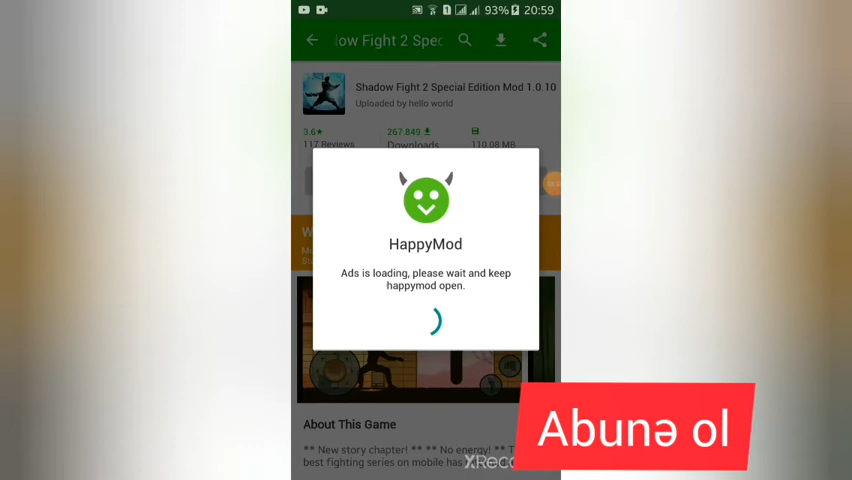 93% 20:59
ow Fight 2 Spec
Shadow Fight 2 Special Edition Mod 1.0.10
Uploaded by hello world
3.6★ 267.849
117 Reviews Downloads 110.08 MB
HappyMod
Ads is loading, please wait and keep
happymod open.
Abunə ol
About This Game
** New story chapter! ** ** No energy! **
best fighting series on mobile has
XReco